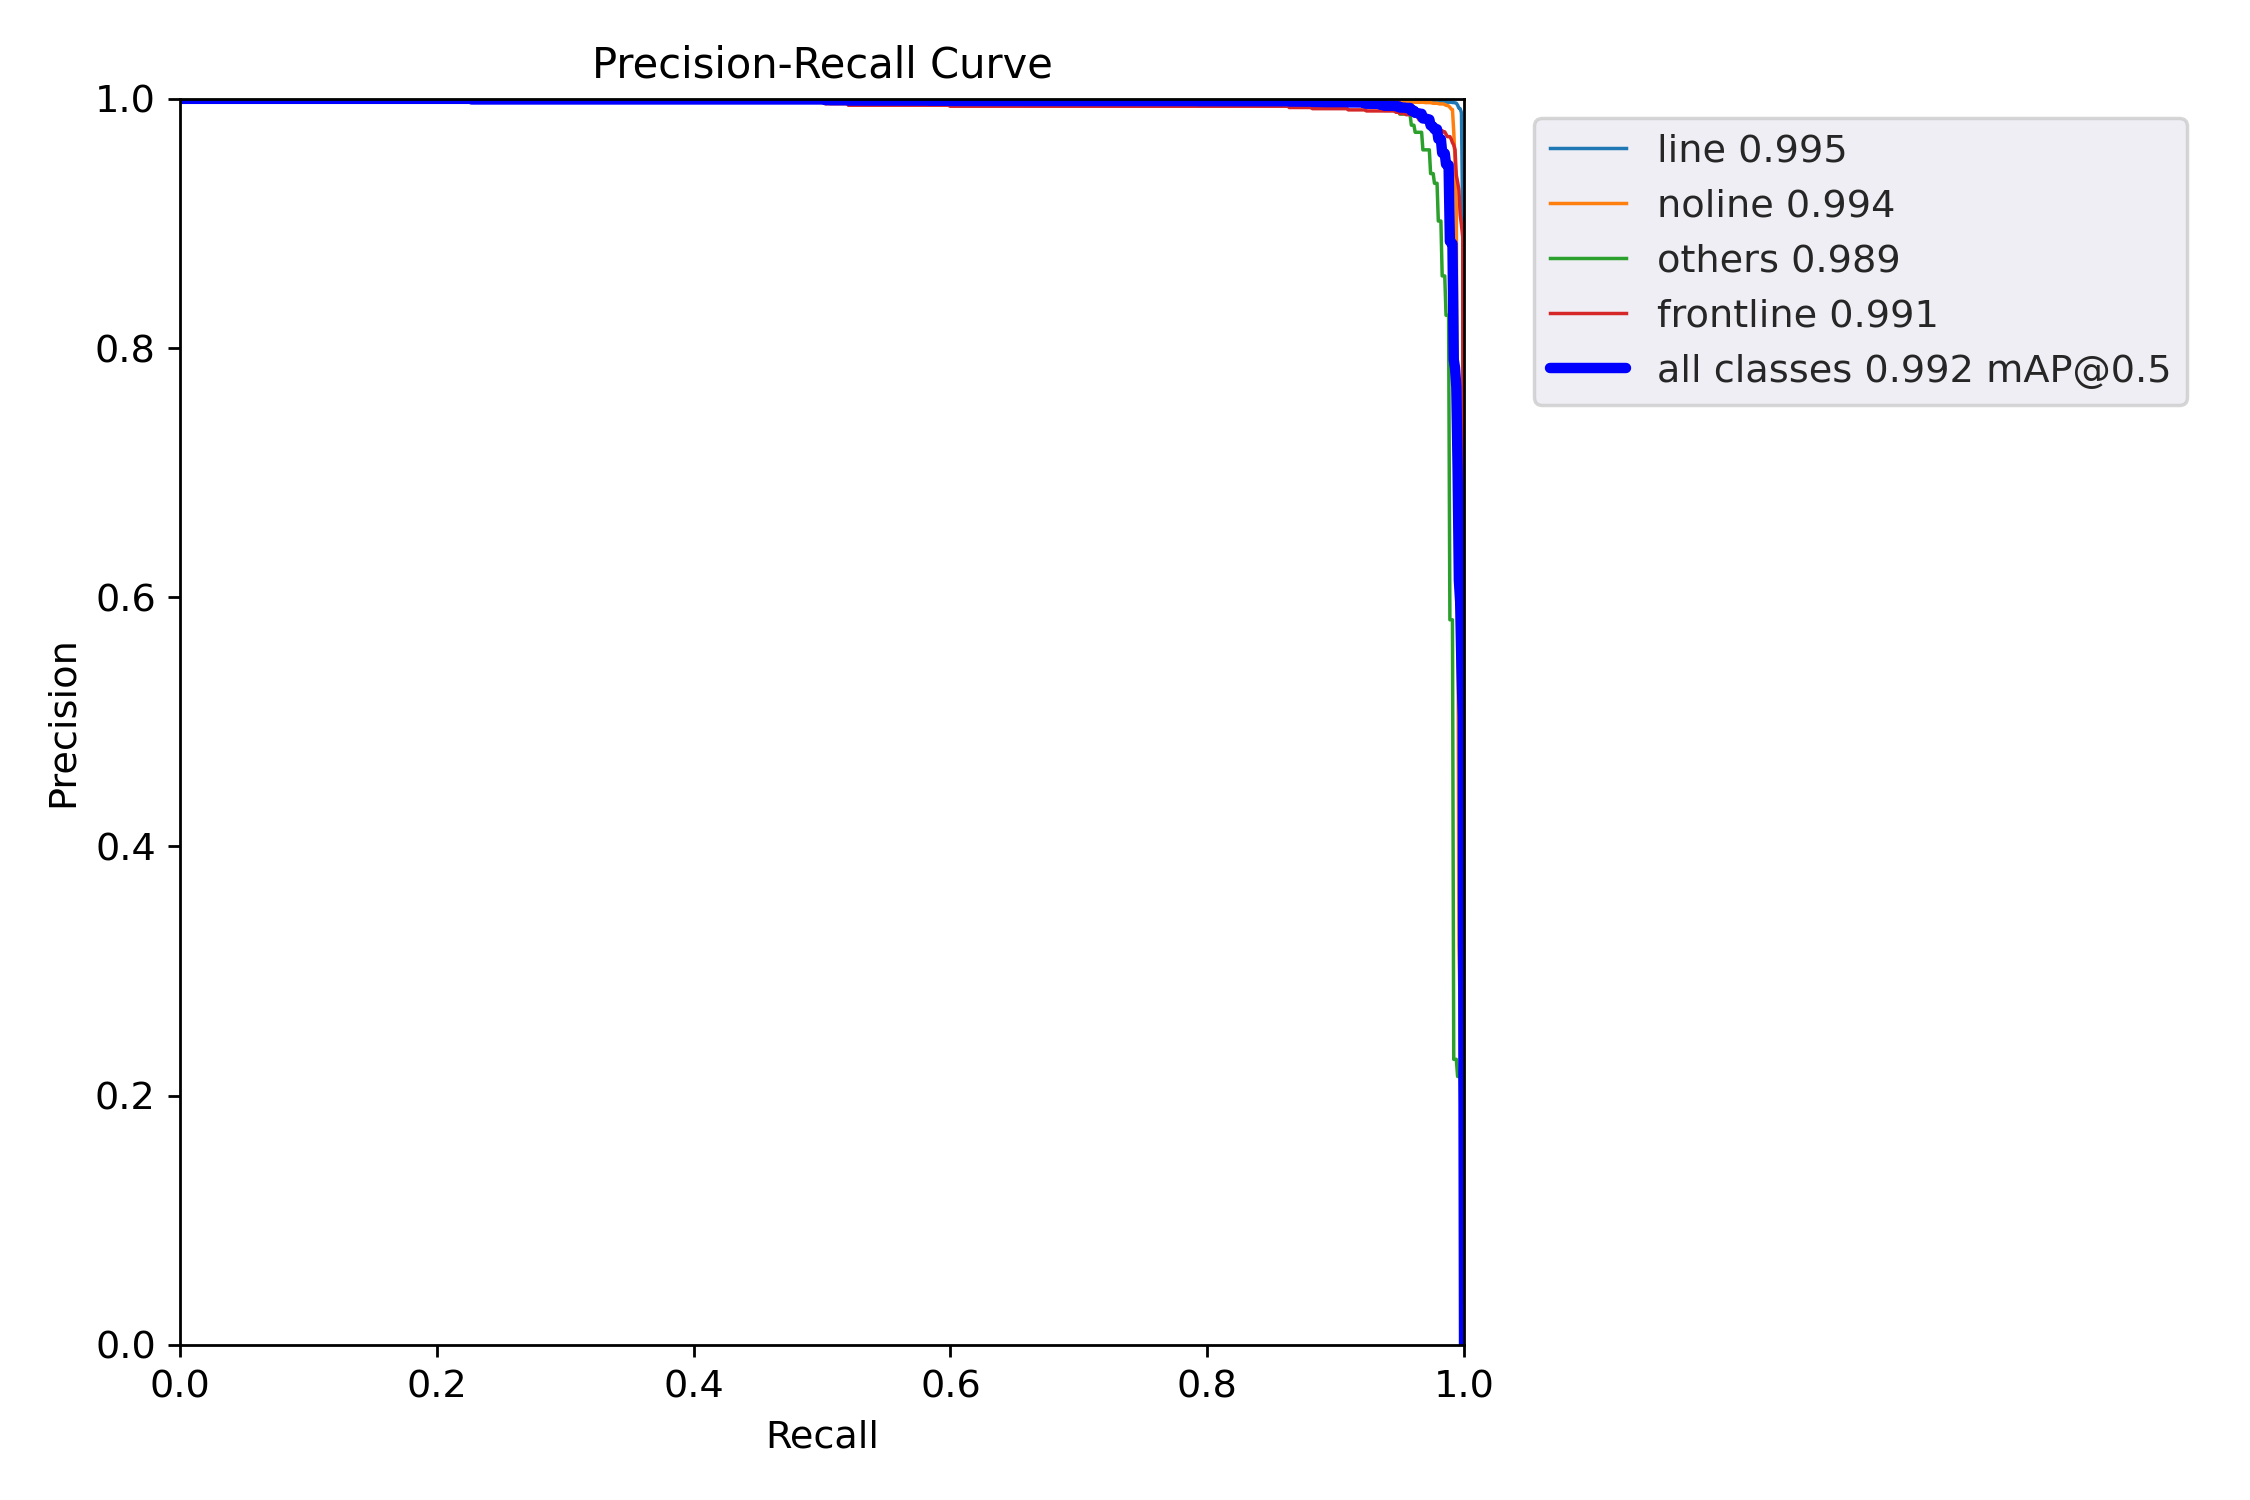 Precision-Recall Curve
1.0
0.8
0.6
0.4
0.2
0.0
Precision
0.0 0.2 0.4 0.6 0.8 1.0
Recall
line 0.995
noline 0.994
others 0.989
frontline 0.991
all classes 0.992 mAP@0.5